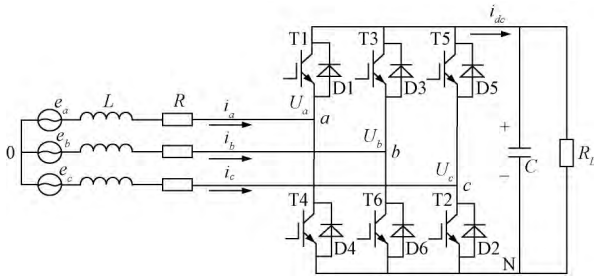 i_dc
T1 T3 T5
D1 D3 D5
e_a L R i_a U_a a
0 e_b i_b U_b b
e_c i_c U_c c
+ C R_L
−
T4 T6 T2
D4 D6 D2
N